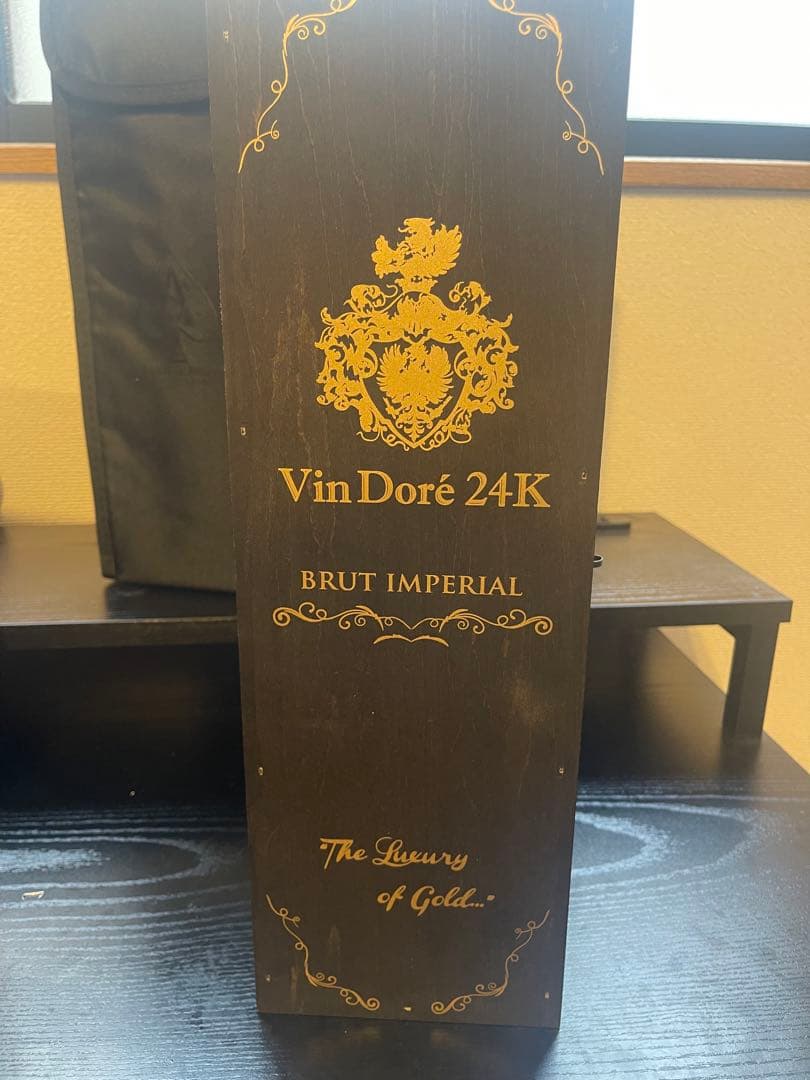 Vin Doré 24K
BRUT IMPERIAL
"The Luxury
of Gold..."